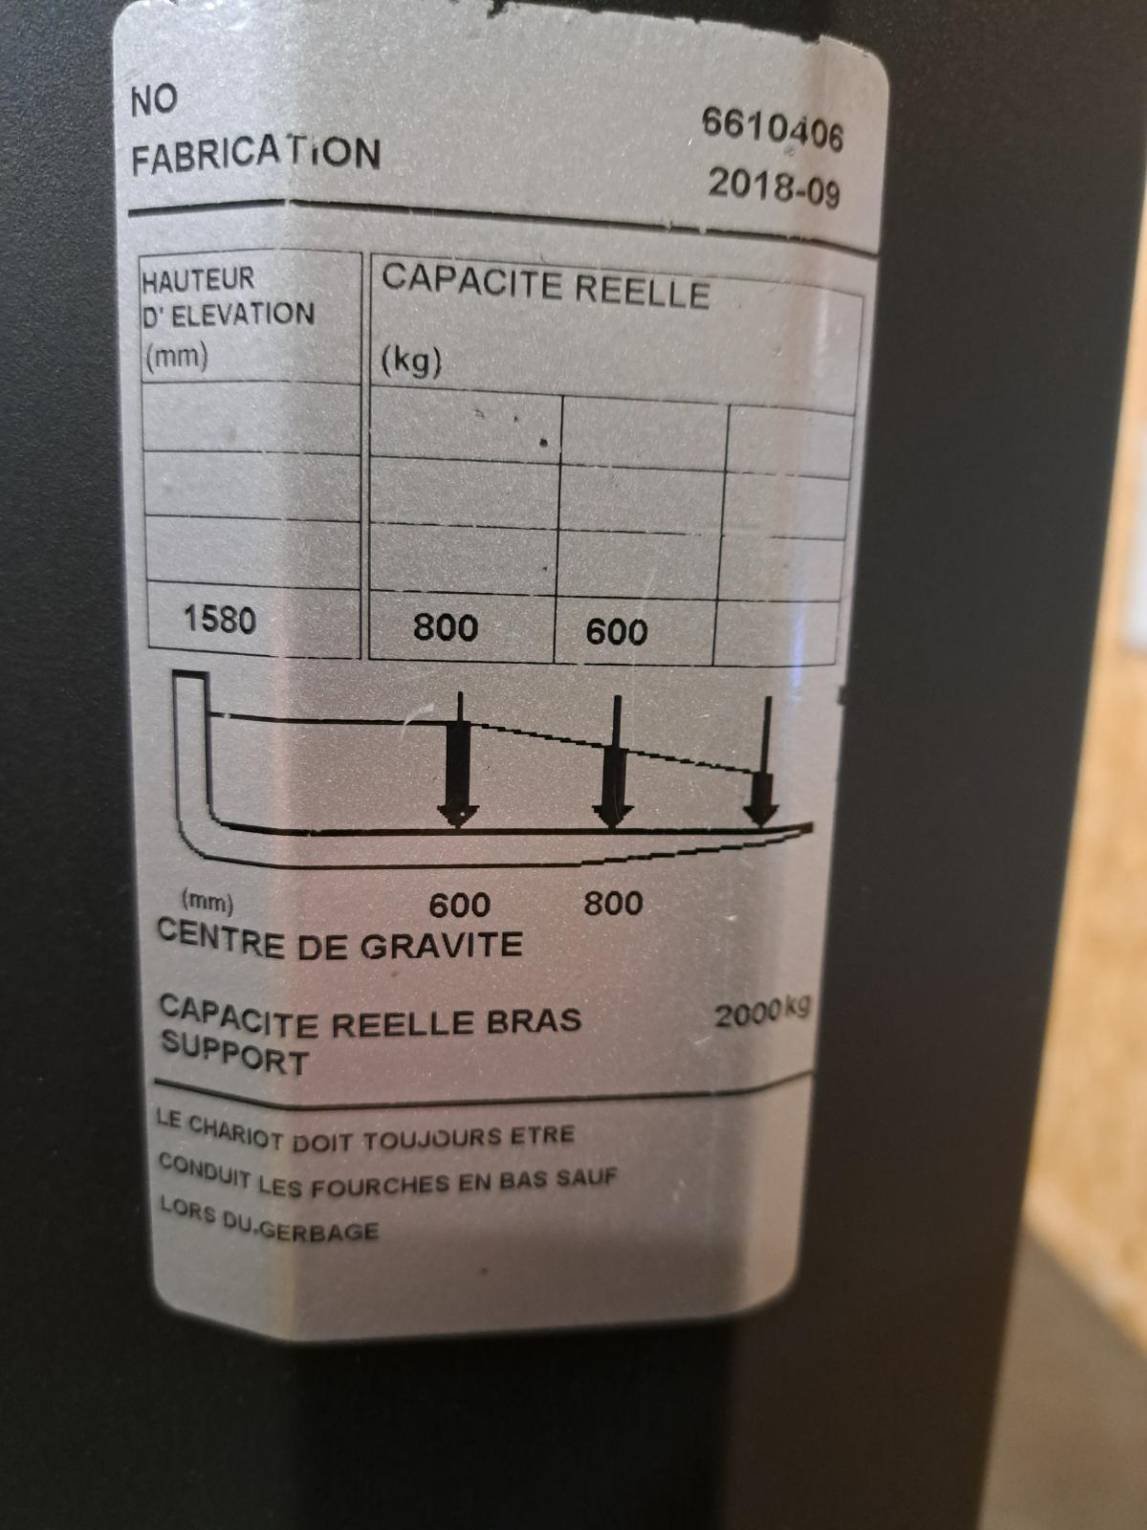 NO 6610406
FABRICATION 2018-09
HAUTEUR
D' ELEVATION
(mm)
CAPACITE REELLE
(kg)
1580 800 600
(mm) 600 800
CENTRE DE GRAVITE
CAPACITE REELLE BRAS 2000kg
SUPPORT
LE CHARIOT DOIT TOUJOURS ETRE
CONDUIT LES FOURCHES EN BAS SAUF
LORS DU.GERBAGE